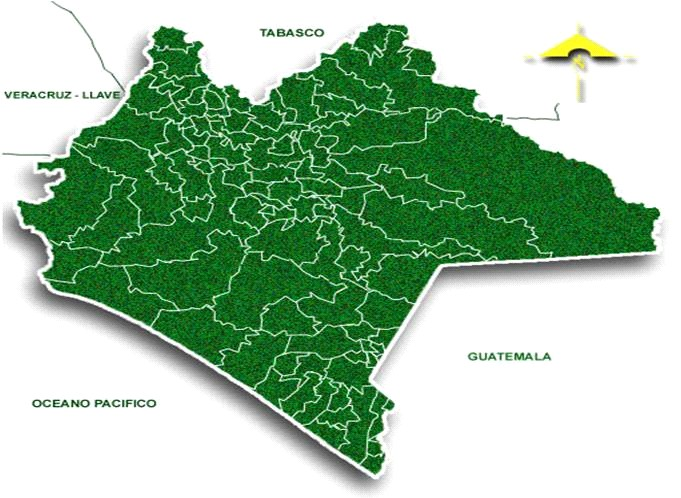 TABASCO
VERACRUZ - LLAVE
GUATEMALA
OCEANO PACIFICO